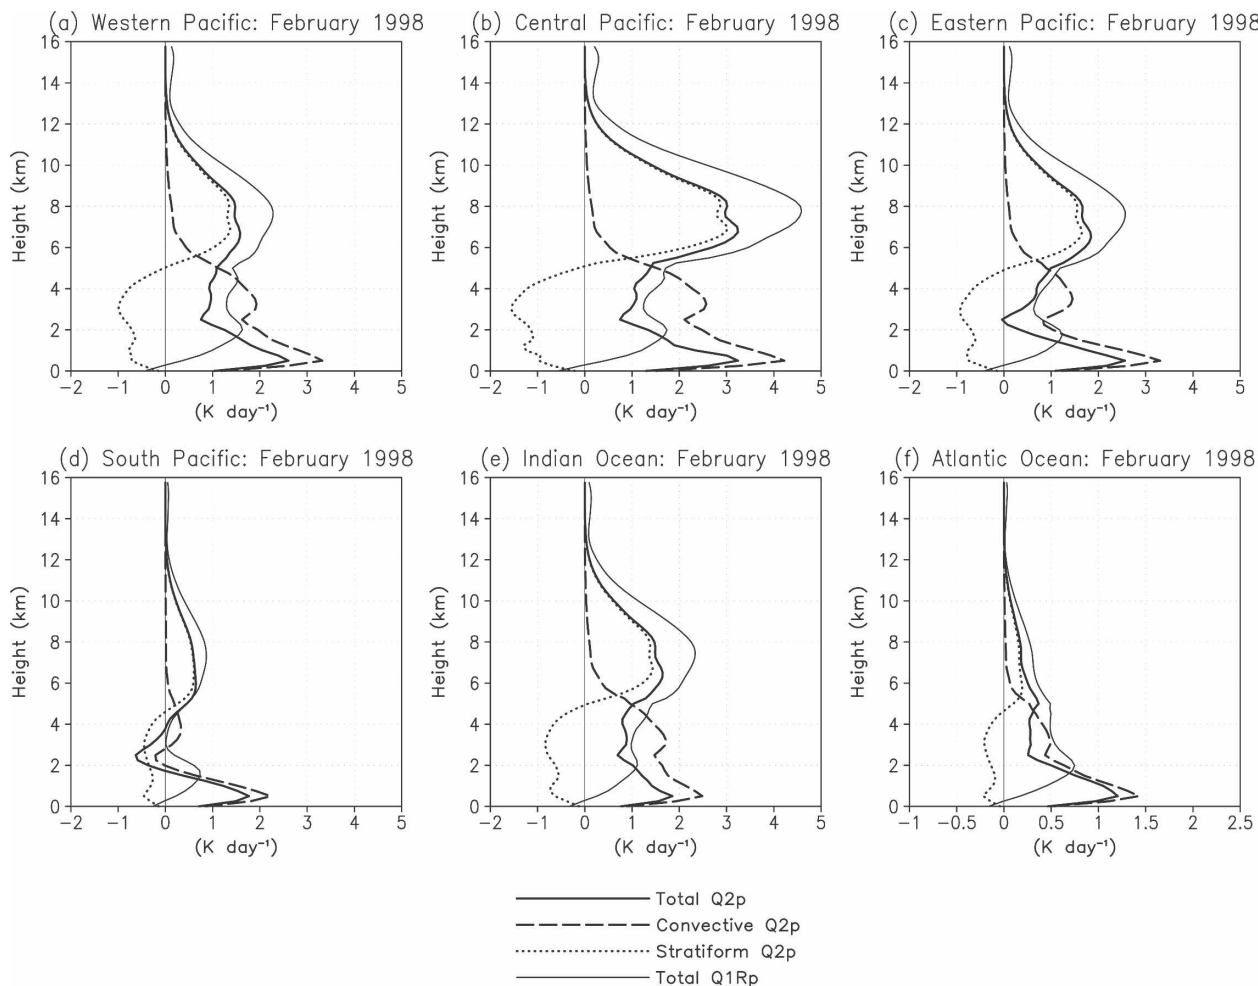 (a) Western Pacific: February 1998
(b) Central Pacific: February 1998
(c) Eastern Pacific: February 1998
16
14
12
10
8
6
4
2
0
Height (km)
−2 −1 0 1 2 3 4 5
(K day⁻¹)
16
14
12
10
8
6
4
2
0
Height (km)
−2 −1 0 1 2 3 4 5
(K day⁻¹)
16
14
12
10
8
6
4
2
0
Height (km)
−2 −1 0 1 2 3 4 5
(K day⁻¹)
(d) South Pacific: February 1998
(e) Indian Ocean: February 1998
(f) Atlantic Ocean: February 1998
16
14
12
10
8
6
4
2
0
Height (km)
−2 −1 0 1 2 3 4 5
(K day⁻¹)
16
14
12
10
8
6
4
2
0
Height (km)
−2 −1 0 1 2 3 4 5
(K day⁻¹)
16
14
12
10
8
6
4
2
0
Height (km)
−1 −0.5 0 0.5 1 1.5 2 2.5
(K day⁻¹)
Total Q2p
Convective Q2p
Stratiform Q2p
Total Q1Rp